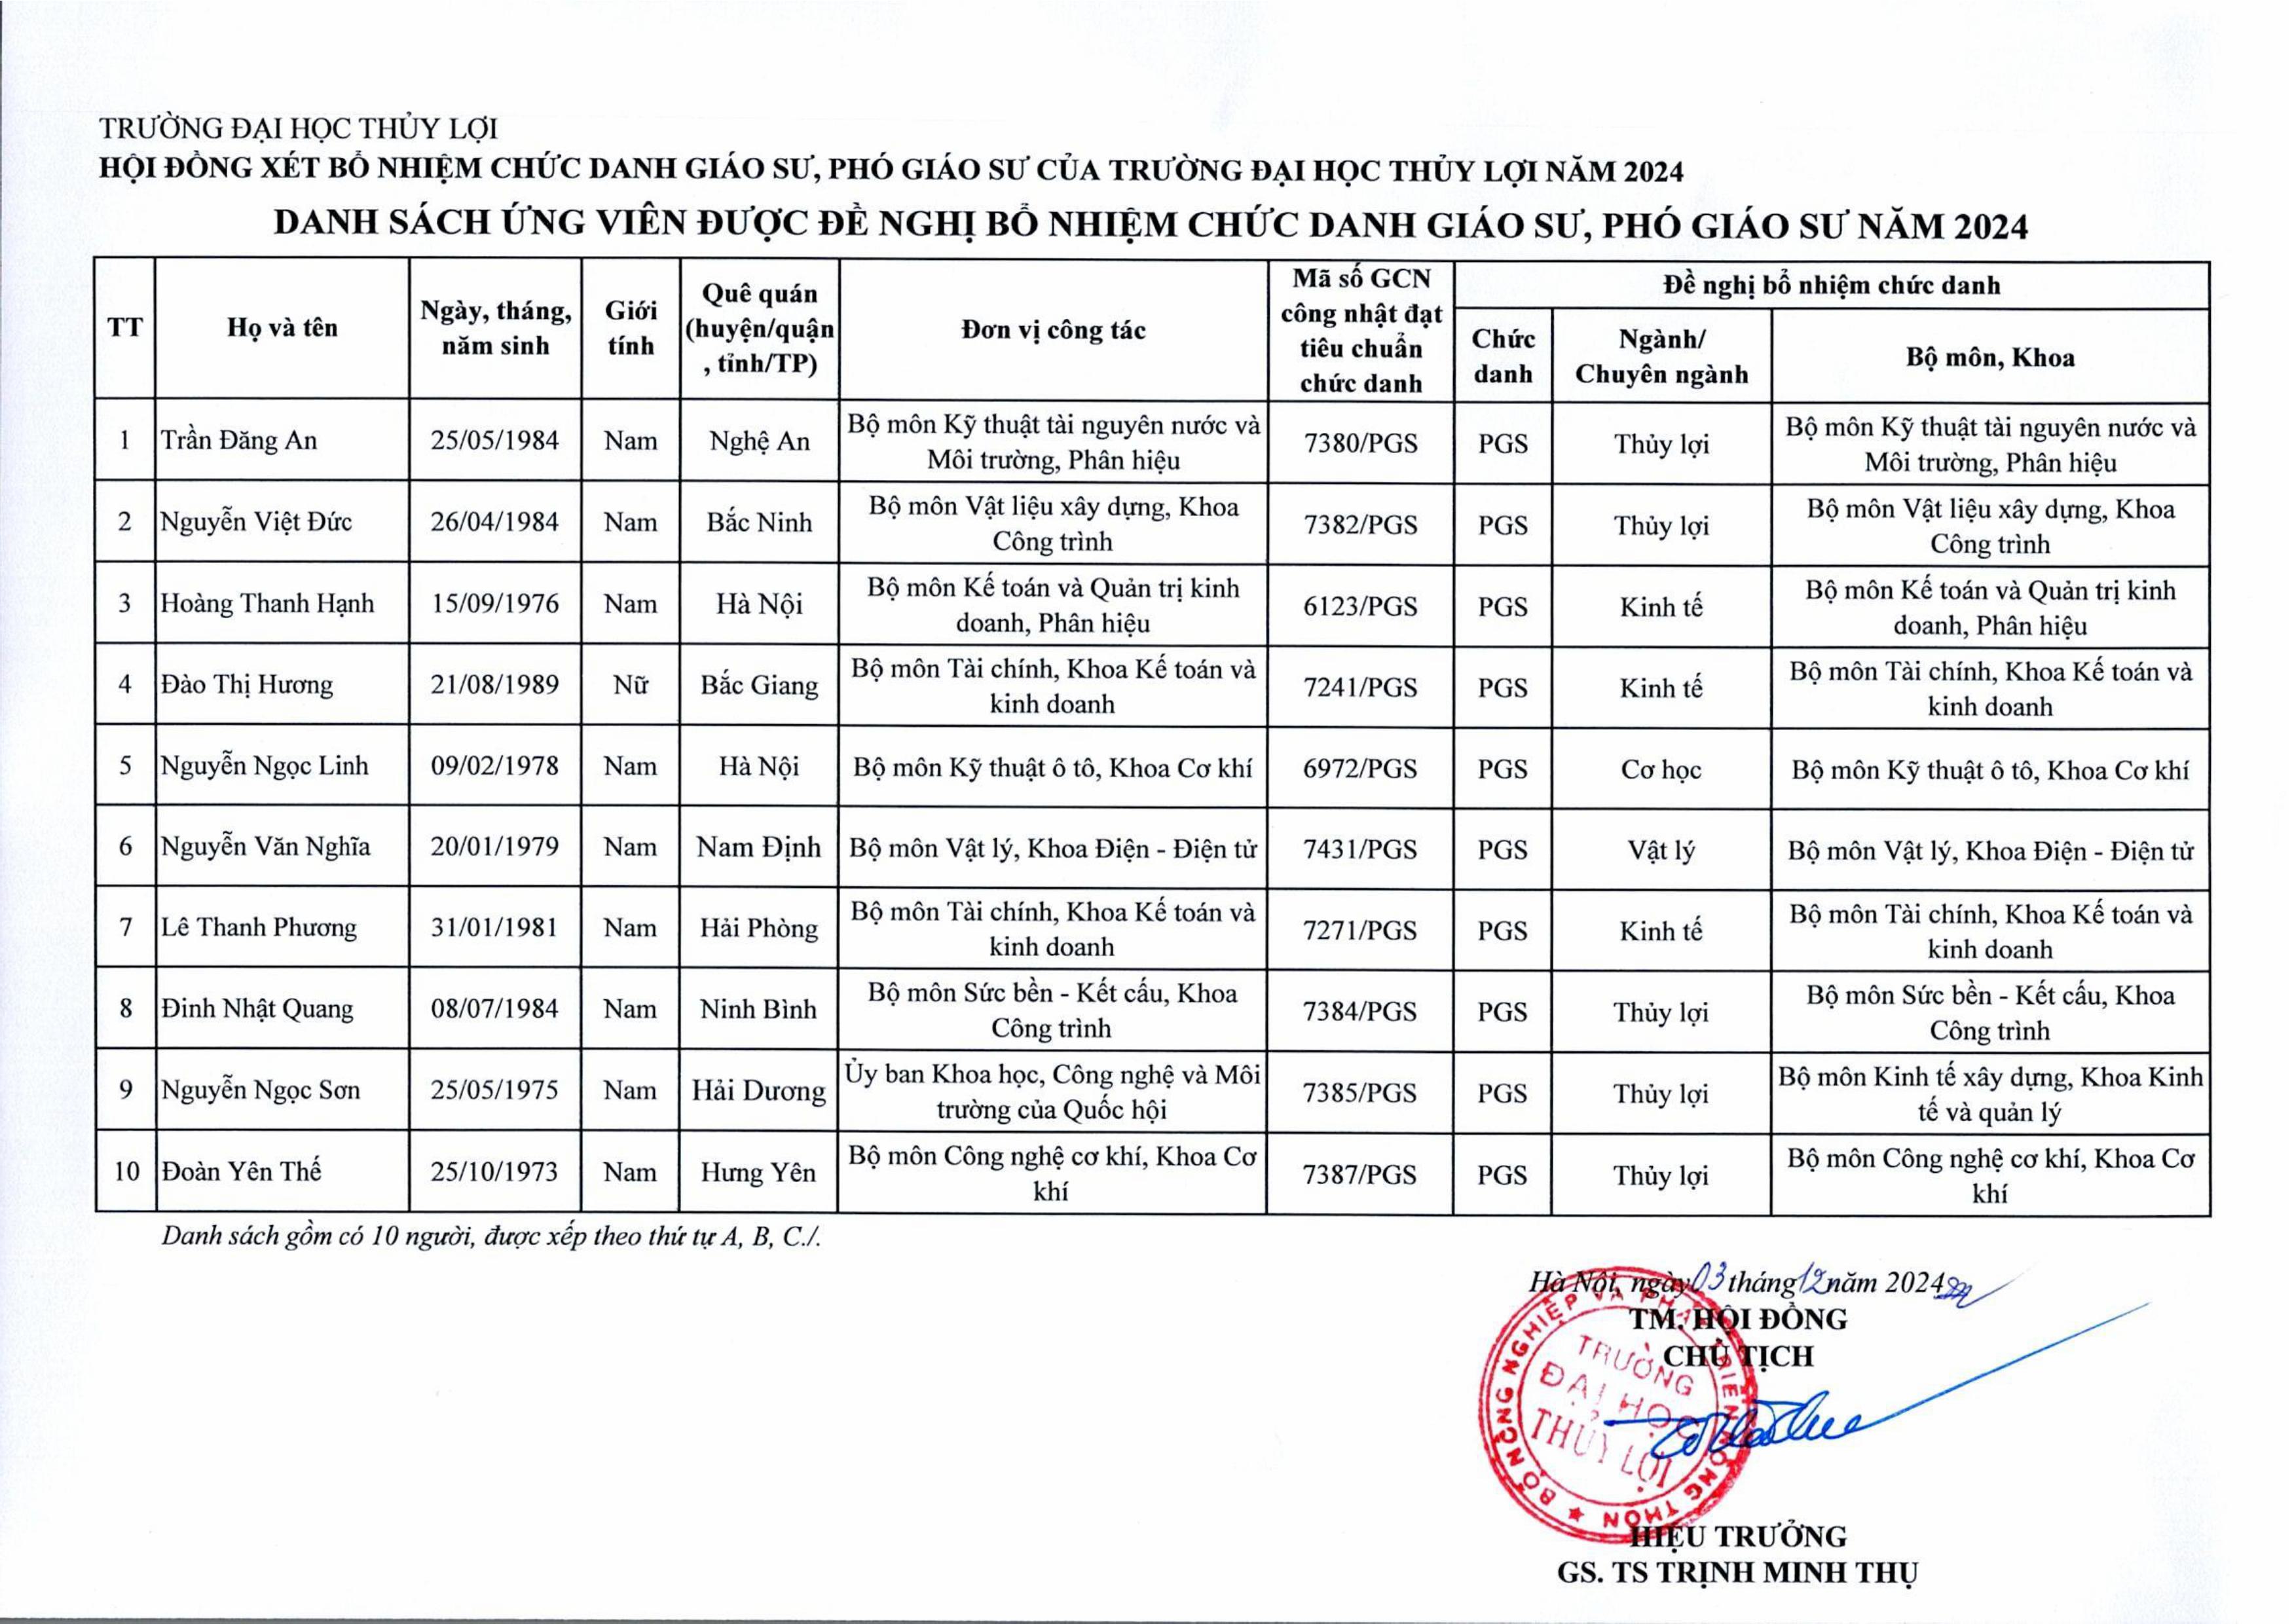 TRƯỜNG ĐẠI HỌC THỦY LỢI
HỘI ĐỒNG XÉT BỔ NHIỆM CHỨC DANH GIÁO SƯ, PHÓ GIÁO SƯ CỦA TRƯỜNG ĐẠI HỌC THỦY LỢI NĂM 2024
DANH SÁCH ỨNG VIÊN ĐƯỢC ĐỀ NGHỊ BỔ NHIỆM CHỨC DANH GIÁO SƯ, PHÓ GIÁO SƯ NĂM 2024
TT
Họ và tên
Ngày, tháng,
năm sinh
Giới
tính
Quê quán
(huyện/quận
, tỉnh/TP)
Đơn vị công tác
Mã số GCN
công nhật đạt
tiêu chuẩn
chức danh
Đề nghị bổ nhiệm chức danh
Chức
danh
Ngành/
Chuyên ngành
Bộ môn, Khoa
1
Trần Đăng An
25/05/1984
Nam
Nghệ An
Bộ môn Kỹ thuật tài nguyên nước và
Môi trường, Phân hiệu
7380/PGS
PGS
Thủy lợi
Bộ môn Kỹ thuật tài nguyên nước và
Môi trường, Phân hiệu
2
Nguyễn Việt Đức
26/04/1984
Nam
Bắc Ninh
Bộ môn Vật liệu xây dựng, Khoa
Công trình
7382/PGS
PGS
Thủy lợi
Bộ môn Vật liệu xây dựng, Khoa
Công trình
3
Hoàng Thanh Hạnh
15/09/1976
Nam
Hà Nội
Bộ môn Kế toán và Quản trị kinh
doanh, Phân hiệu
6123/PGS
PGS
Kinh tế
Bộ môn Kế toán và Quản trị kinh
doanh, Phân hiệu
4
Đào Thị Hương
21/08/1989
Nữ
Bắc Giang
Bộ môn Tài chính, Khoa Kế toán và
kinh doanh
7241/PGS
PGS
Kinh tế
Bộ môn Tài chính, Khoa Kế toán và
kinh doanh
5
Nguyễn Ngọc Linh
09/02/1978
Nam
Hà Nội
Bộ môn Kỹ thuật ô tô, Khoa Cơ khí
6972/PGS
PGS
Cơ học
Bộ môn Kỹ thuật ô tô, Khoa Cơ khí
6
Nguyễn Văn Nghĩa
20/01/1979
Nam
Nam Định
Bộ môn Vật lý, Khoa Điện - Điện tử
7431/PGS
PGS
Vật lý
Bộ môn Vật lý, Khoa Điện - Điện tử
7
Lê Thanh Phương
31/01/1981
Nam
Hải Phòng
Bộ môn Tài chính, Khoa Kế toán và
kinh doanh
7271/PGS
PGS
Kinh tế
Bộ môn Tài chính, Khoa Kế toán và
kinh doanh
8
Đinh Nhật Quang
08/07/1984
Nam
Ninh Bình
Bộ môn Sức bền - Kết cấu, Khoa
Công trình
7384/PGS
PGS
Thủy lợi
Bộ môn Sức bền - Kết cấu, Khoa
Công trình
9
Nguyễn Ngọc Sơn
25/05/1975
Nam
Hải Dương
Ủy ban Khoa học, Công nghệ và Môi
trường của Quốc hội
7385/PGS
PGS
Thủy lợi
Bộ môn Kinh tế xây dựng, Khoa Kinh
tế và quản lý
10
Đoàn Yên Thế
25/10/1973
Nam
Hưng Yên
Bộ môn Công nghệ cơ khí, Khoa Cơ
khí
7387/PGS
PGS
Thủy lợi
Bộ môn Công nghệ cơ khí, Khoa Cơ
khí
Danh sách gồm có 10 người, được xếp theo thứ tự A, B, C./.
Hà Nội, ngày 03 tháng 12 năm 2024
TM. HỘI ĐỒNG
CHỦ TỊCH
BỘ NÔNG NGHIỆP VÀ PHÁT TRIỂN NÔNG THÔN
TRƯỜNG
ĐẠI HỌC
THỦY LỢI
HIỆU TRƯỞNG
GS. TS TRỊNH MINH THỤ